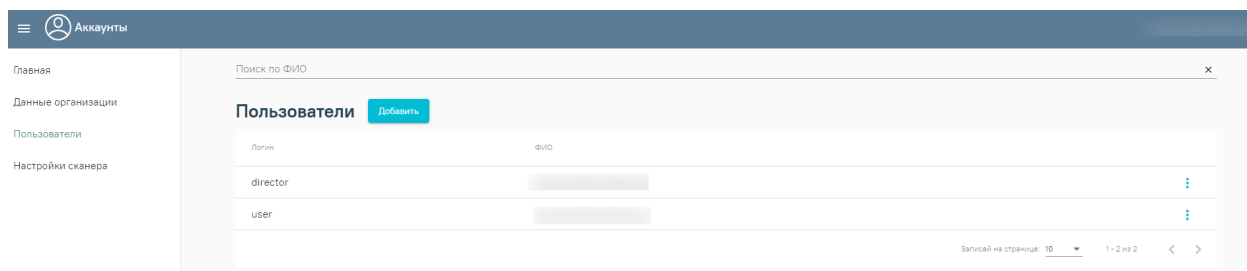 Аккаунты
Главная
Данные организации
Пользователи
Настройки сканера
Поиск по ФИО
Пользователи Добавить
Логин ФИО
director
user
Записей на странице: 10 1 - 2 из 2